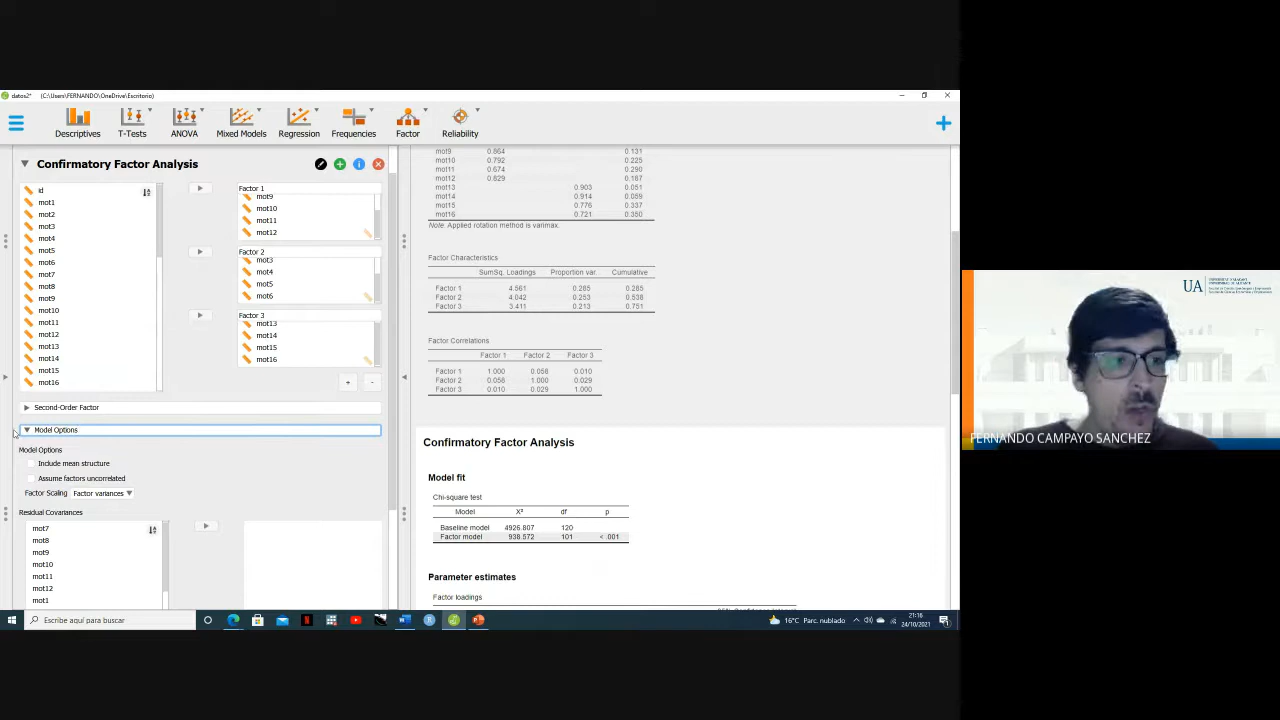 datos2* (C:\Users\FERNANDO\OneDrive\Escritorio)
Descriptives T-Tests ANOVA Mixed Models Regression Frequencies Factor Reliability
Confirmatory Factor Analysis
id
mot1
mot2
mot3
mot4
mot5
mot6
mot7
mot8
mot9
mot10
mot11
mot12
mot13
mot14
mot15
mot16
Factor 1
mot9
mot10
mot11
mot12
Factor 2
mot3
mot4
mot5
mot6
Factor 3
mot13
mot14
mot15
mot16
+ -
Second-Order Factor
Model Options
Model Options
Include mean structure
Assume factors uncorrelated
Factor Scaling Factor variances
Residual Covariances
mot7
mot8
mot9
mot10
mot11
mot12
mot1
mot9 0.864 0.131
mot10 0.792 0.225
mot11 0.674 0.290
mot12 0.829 0.187
mot13 0.903 0.051
mot14 0.914 0.059
mot15 0.776 0.337
mot16 0.721 0.350
Note. Applied rotation method is varimax.
Factor Characteristics
SumSq. Loadings Proportion var. Cumulative
Factor 1 4.561 0.285 0.285
Factor 2 4.042 0.253 0.538
Factor 3 3.411 0.213 0.751
Factor Correlations
Factor 1 Factor 2 Factor 3
Factor 1 1.000 0.058 0.010
Factor 2 0.058 1.000 0.029
Factor 3 0.010 0.029 1.000
Confirmatory Factor Analysis
Model fit
Chi-square test
Model X² df p
Baseline model 4926.807 120
Factor model 938.572 101 < .001
Parameter estimates
Factor loadings
Escribe aquí para buscar
16°C Parc. nublado
21:16
24/10/2021
UA
FERNANDO CAMPAYO SANCHEZ